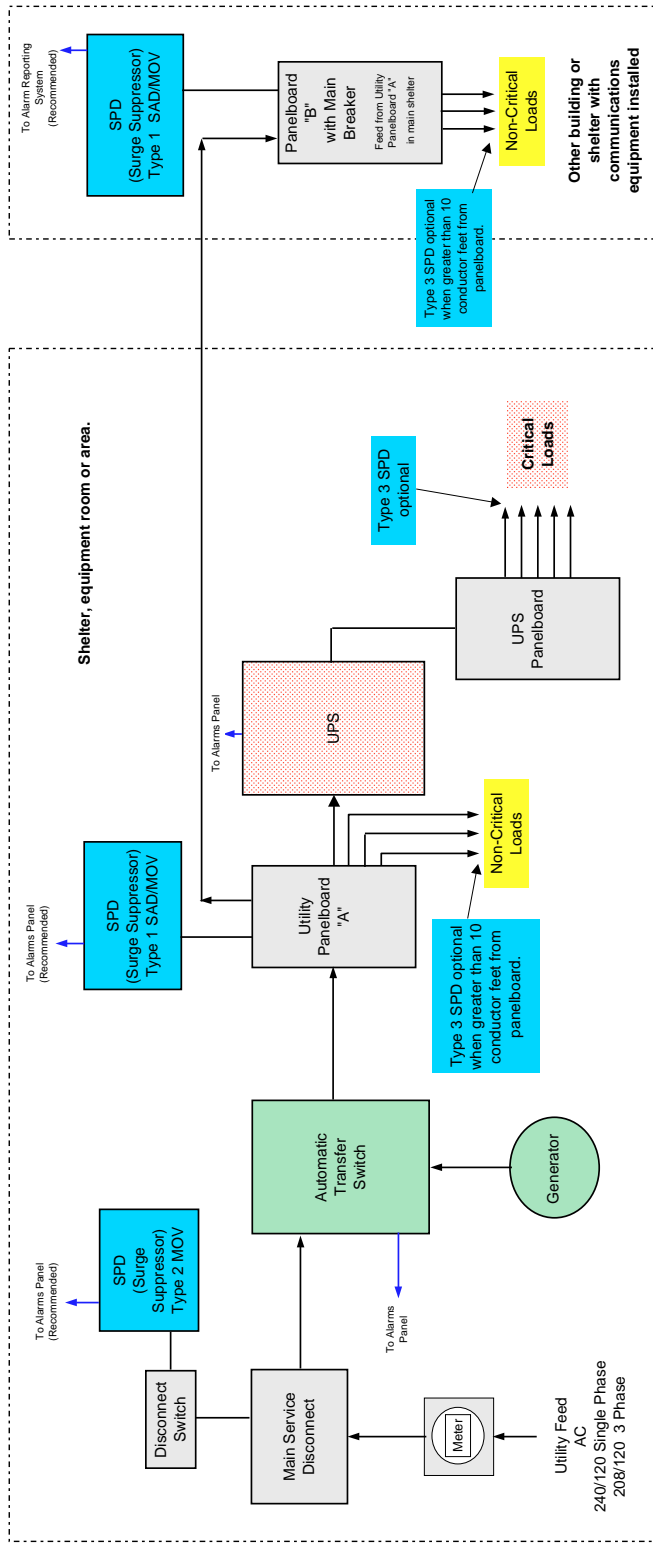 To Alarms Panel
(Recommended)
SPD
(Surge
Suppressor)
Type 2 MOV
Disconnect
Switch
Main Service
Disconnect
Meter
Utility Feed
AC
240/120 Single Phase
208/120  3 Phase
To Alarms
Panel
Automatic
Transfer
Switch
Generator
To Alarms Panel
(Recommended)
SPD
(Surge Suppressor)
Type 1 SAD/MOV
Utility
Panelboard
"A"
Type 3 SPD optional
when greater than 10
conductor feet from
panelboard.
Non-Critical
Loads
Shelter, equipment room or area.
To Alarms Panel
UPS
UPS
Panelboard
Type 3 SPD
optional
Critical
Loads
To Alarm Reporting
System
(Recommended)
SPD
(Surge Suppressor)
Type 1  SAD/MOV
Panelboard
"B"
with Main
Breaker
Feed from Utility
Panelboard "A"
in main shelter
Type 3 SPD optional
when greater than 10
conductor feet from
panelboard.
Non-Critical
Loads
Other building or
shelter with
communications
equipment installed